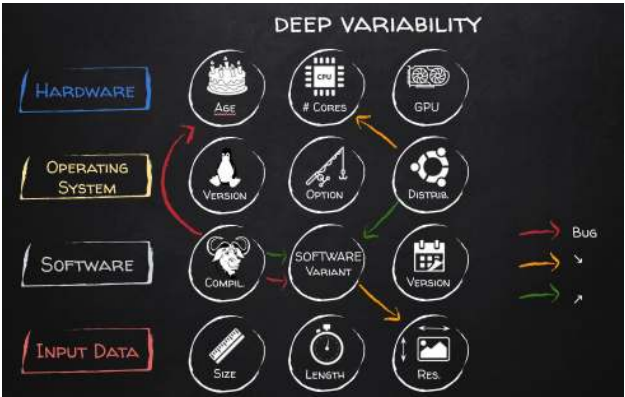 DEEP VARIABILITY
HARDWARE
AGE
CPU
# CORES
GPU
OPERATING
SYSTEM
VERSION
OPTION
DISTRIB.
SOFTWARE
COMPIL.
SOFTWARE
VARIANT
VERSION
BUG
↘
↗
INPUT DATA
SIZE
LENGTH
RES.